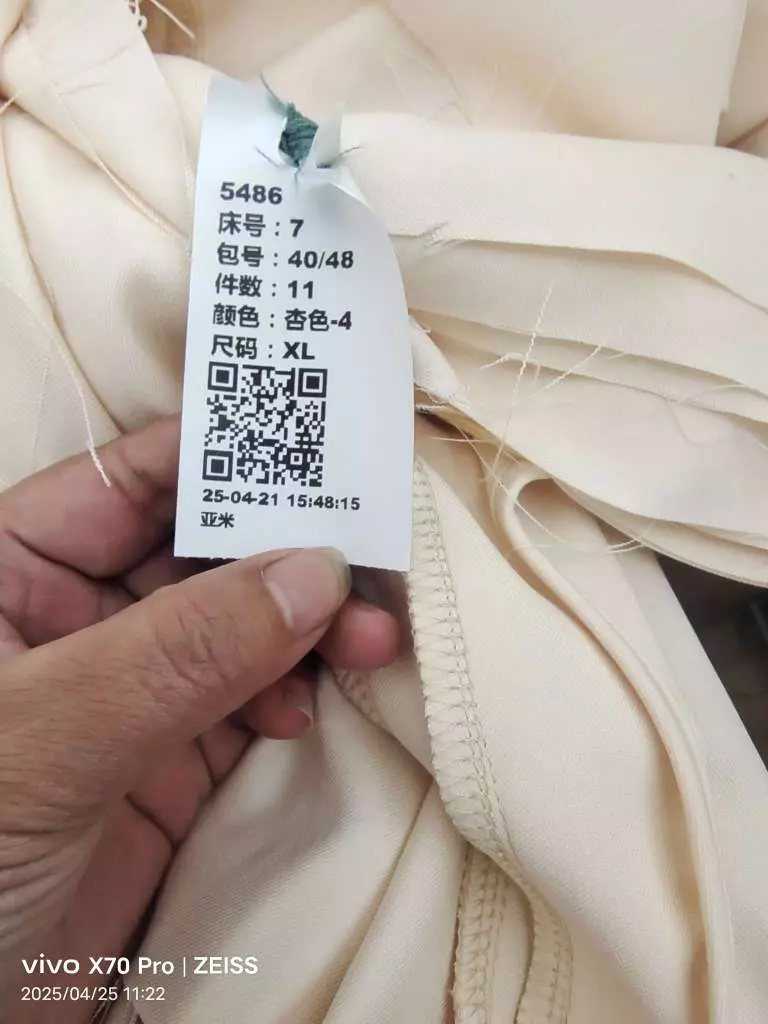 5486
床号：7
包号：40/48
件数：11
颜色：杏色-4
尺码：XL
25-04-21 15:48:15
亚米
vivo X70 Pro | ZEISS
2025/04/25 11:22